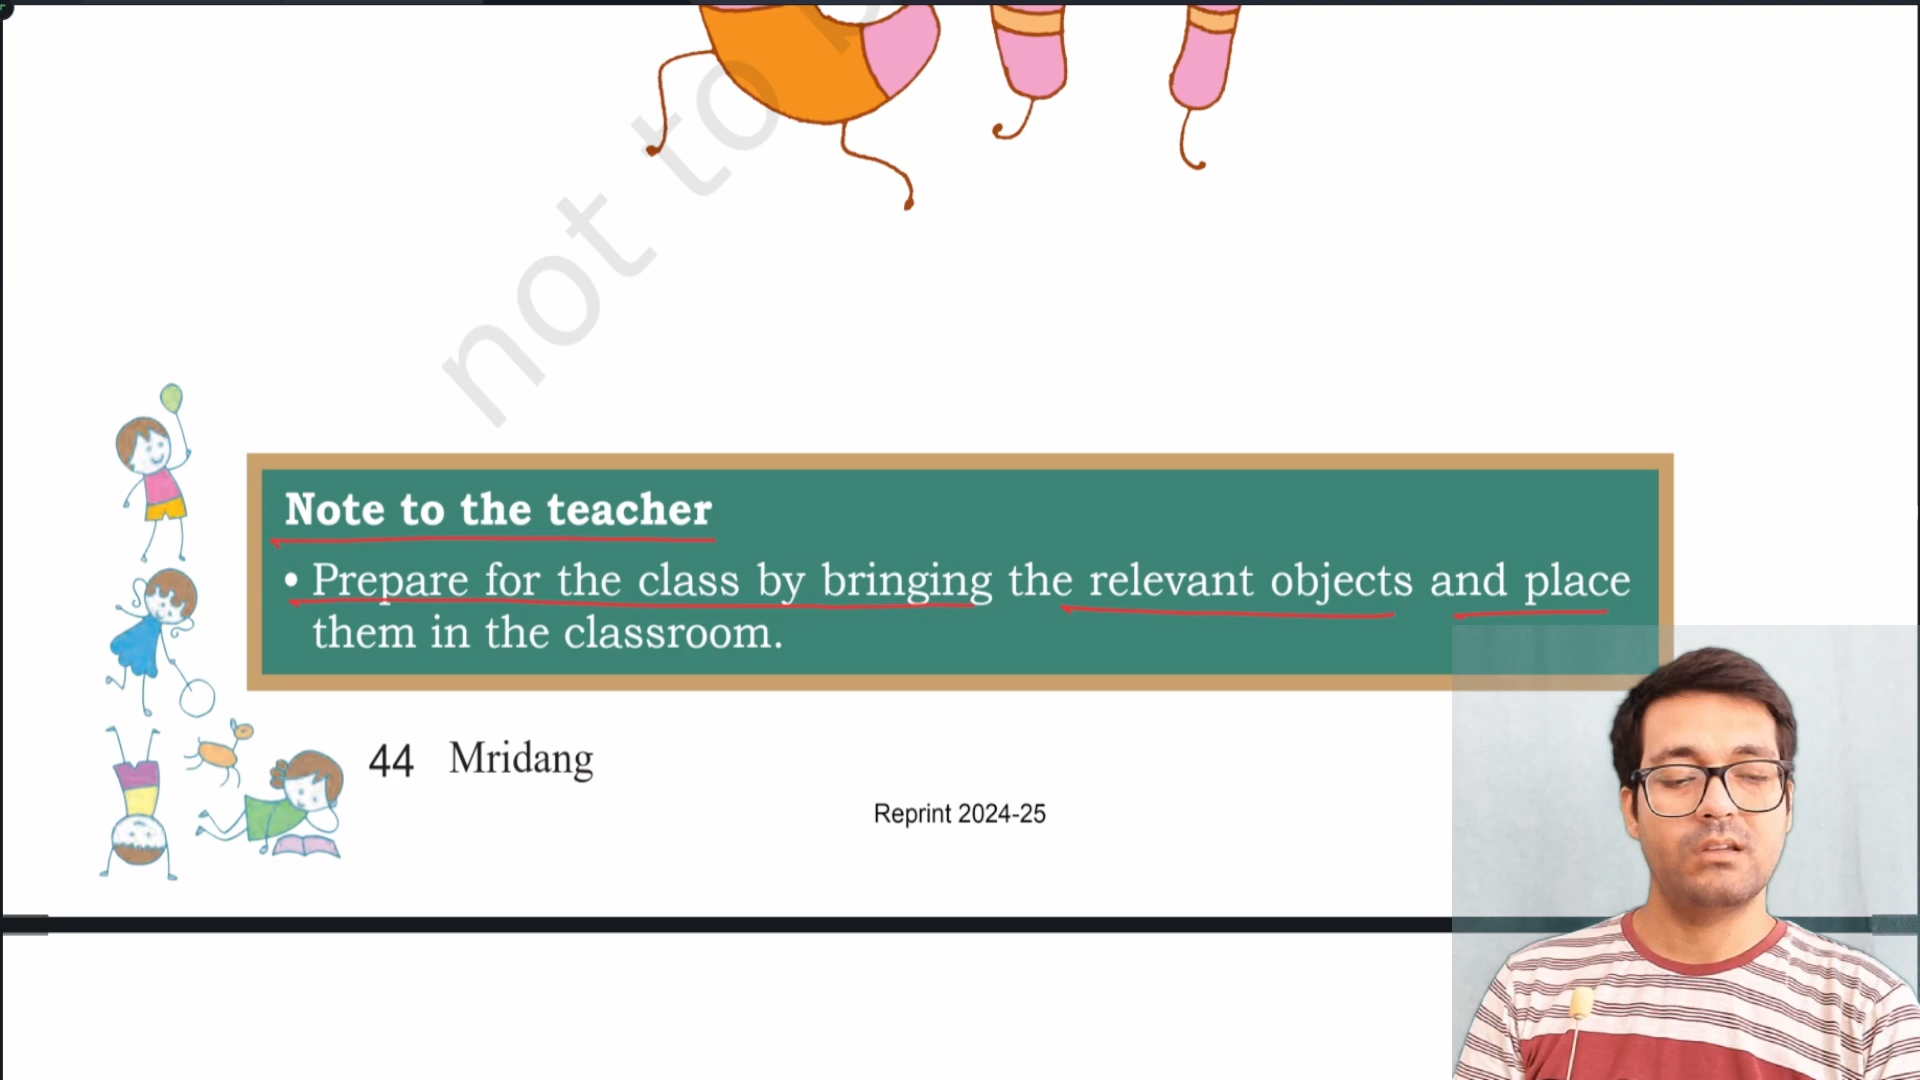 not to b
Note to the teacher
• Prepare for the class by bringing the relevant objects and place
them in the classroom.
44 Mridang
Reprint 2024-25